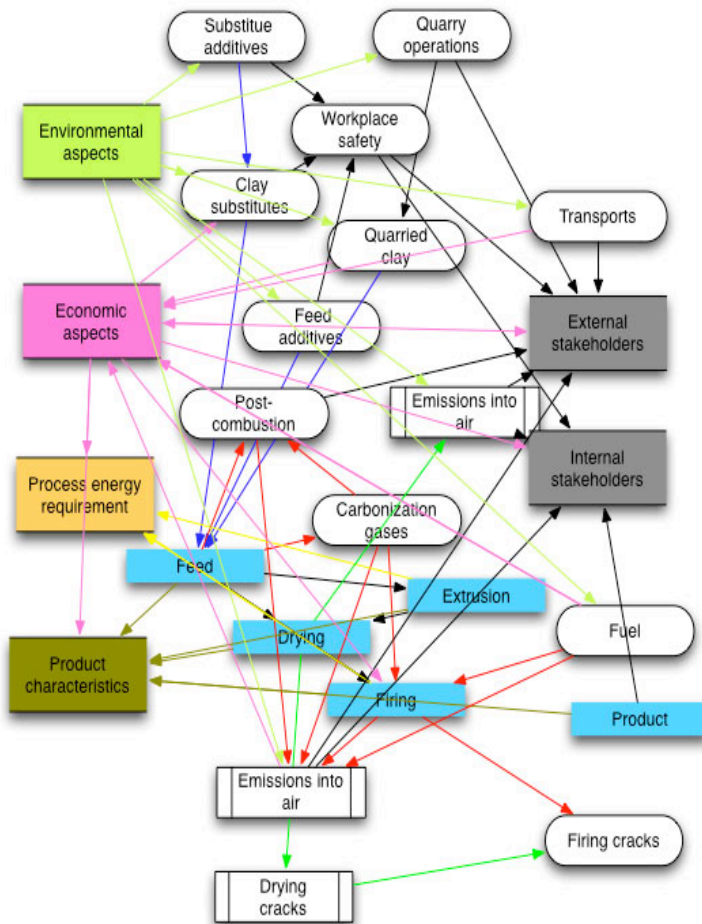 Substitue
additives
Quarry
operations
Environmental
aspects
Workplace
safety
Clay
substitutes
Transports
Quarried
clay
Economic
aspects
Feed
additives
External
stakeholders
Post-
combustion
Emissions into
air
Process energy
requirement
Internal
stakeholders
Carbonization
gases
Feed
Extrusion
Drying
Fuel
Product
characteristics
Firing
Product
Emissions into
air
Firing cracks
Drying
cracks